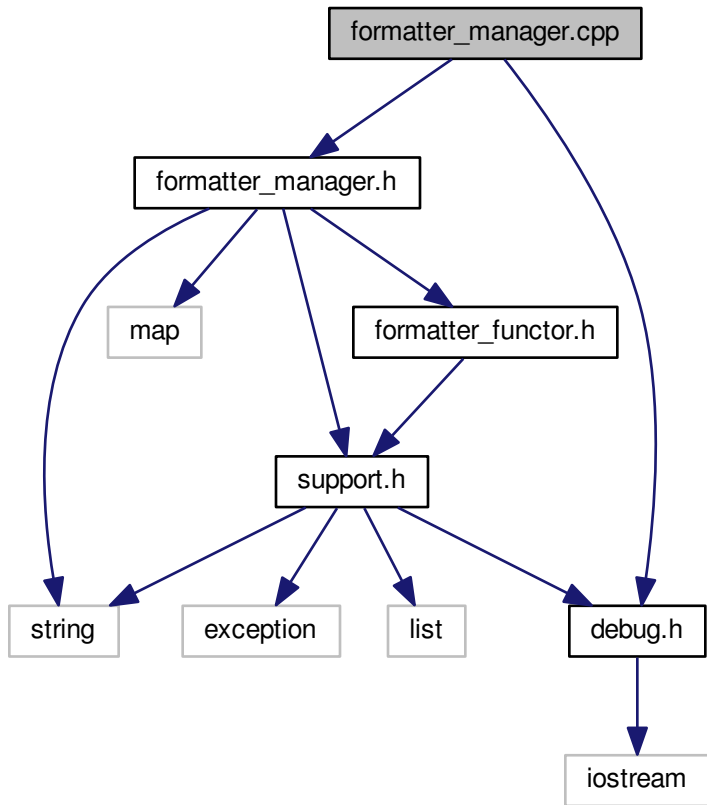 formatter_manager.cpp
formatter_manager.h
map
formatter_functor.h
support.h
string
exception
list
debug.h
iostream